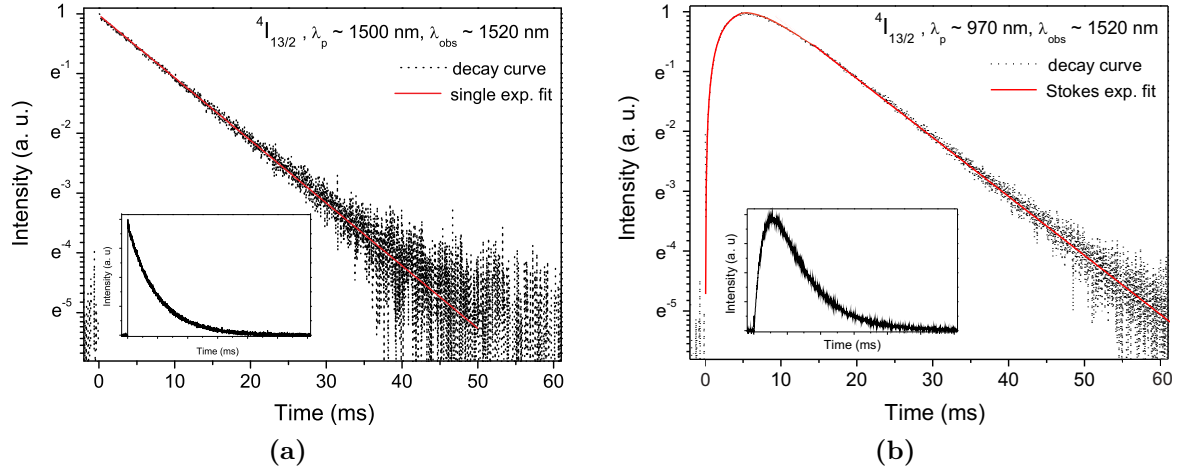 ⁴I₁₃/₂ , λₚ ~ 1500 nm, λobs ~ 1520 nm
decay curve
single exp. fit
1
e⁻¹
e⁻²
e⁻³
e⁻⁴
e⁻⁵
Intensity (a. u.)
Intensity (a. u)
Time (ms)
0 10 20 30 40 50 60
Time (ms)
(a)
⁴I₁₃/₂ , λₚ ~ 970 nm, λobs ~ 1520 nm
decay curve
Stokes exp. fit
1
e⁻¹
e⁻²
e⁻³
e⁻⁴
e⁻⁵
Intensity (a. u.)
Intensity (a. u)
Time (ms)
0 10 20 30 40 50 60
Time (ms)
(b)